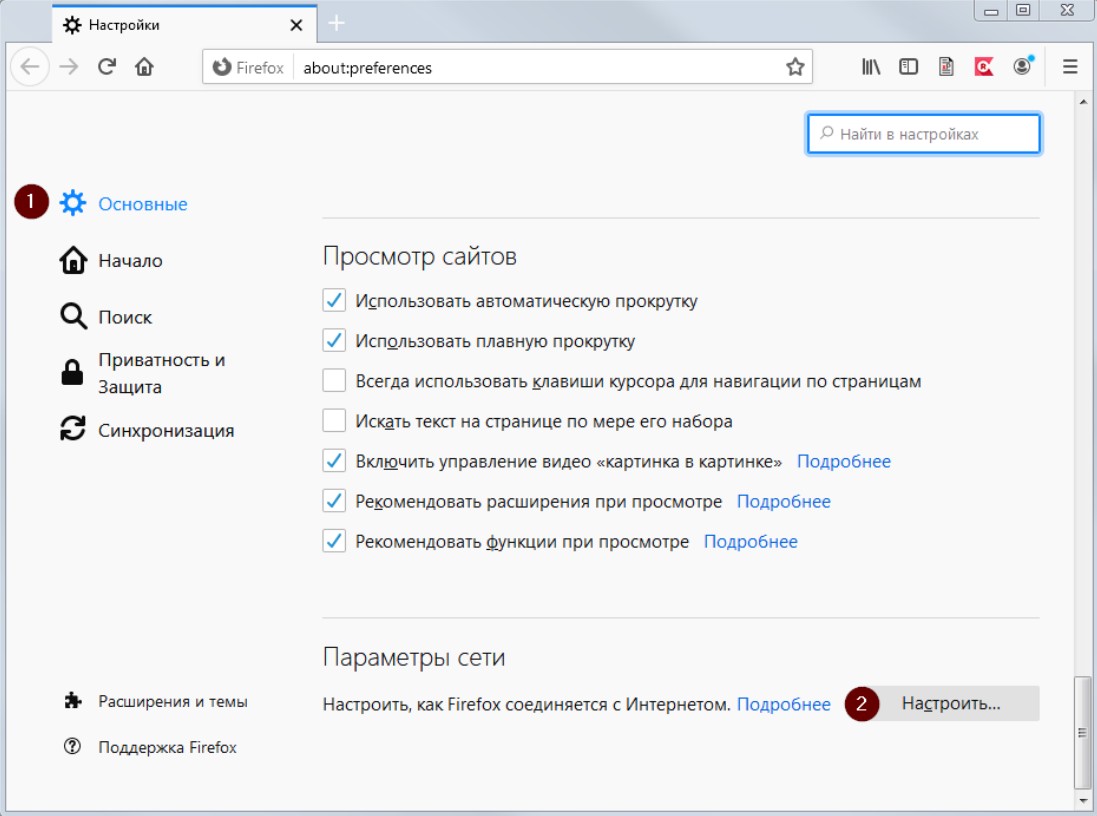 Настройки
Firefox about:preferences
Найти в настройках
1 Основные
Начало
Поиск
Приватность и
Защита
Синхронизация
Расширения и темы
Поддержка Firefox
Просмотр сайтов
Использовать автоматическую прокрутку
Использовать плавную прокрутку
Всегда использовать клавиши курсора для навигации по страницам
Искать текст на странице по мере его набора
Включить управление видео «картинка в картинке» Подробнее
Рекомендовать расширения при просмотре Подробнее
Рекомендовать функции при просмотре Подробнее
Параметры сети
Настроить, как Firefox соединяется с Интернетом. Подробнее 2 Настроить...